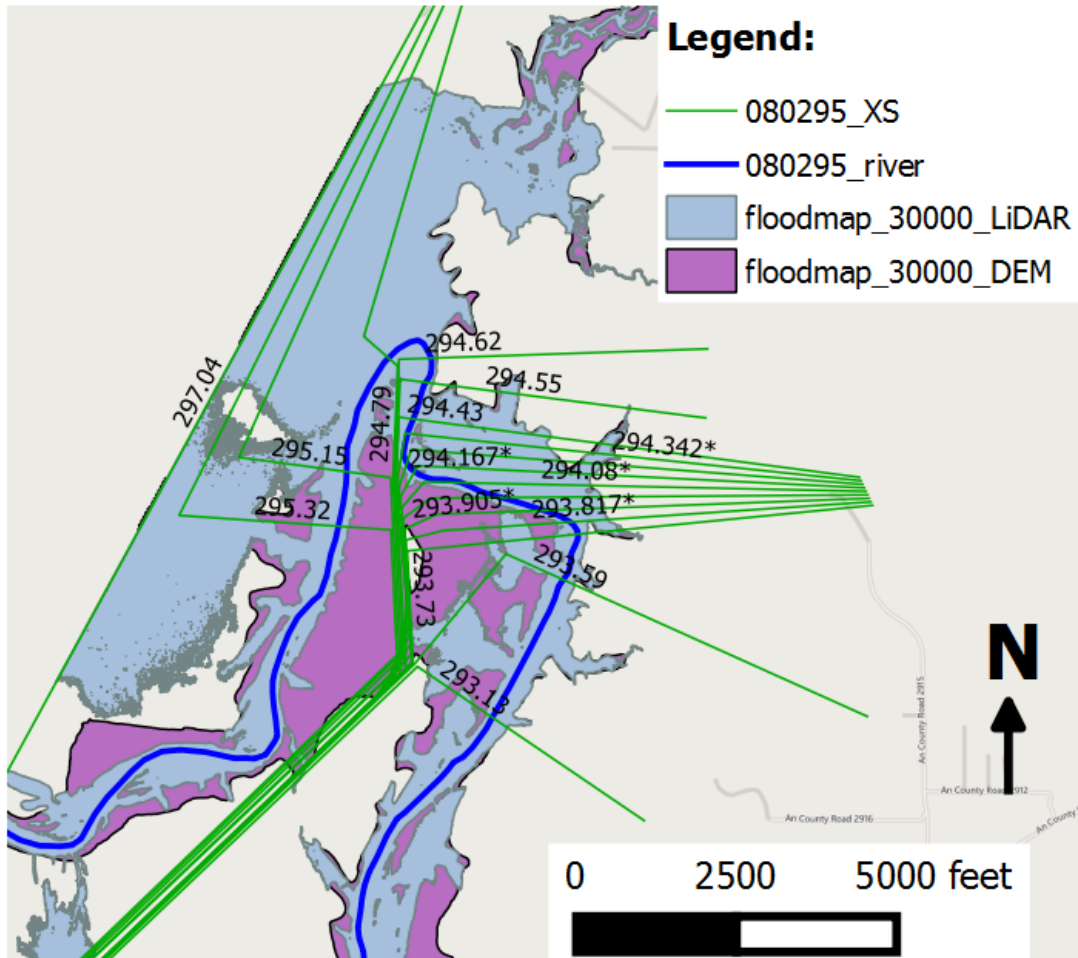 Legend:
080295_XS
080295_river
floodmap_30000_LiDAR
floodmap_30000_DEM
294.62
294.55
297.04
294.79
294.43
294.342*
295.15
294.167*
294.08*
295.32
293.905*
293.817*
293.73
293.59
N
293.13
An County Road 2915
An County Road 2912
An County Road 2916
An County
0 2500 5000 feet